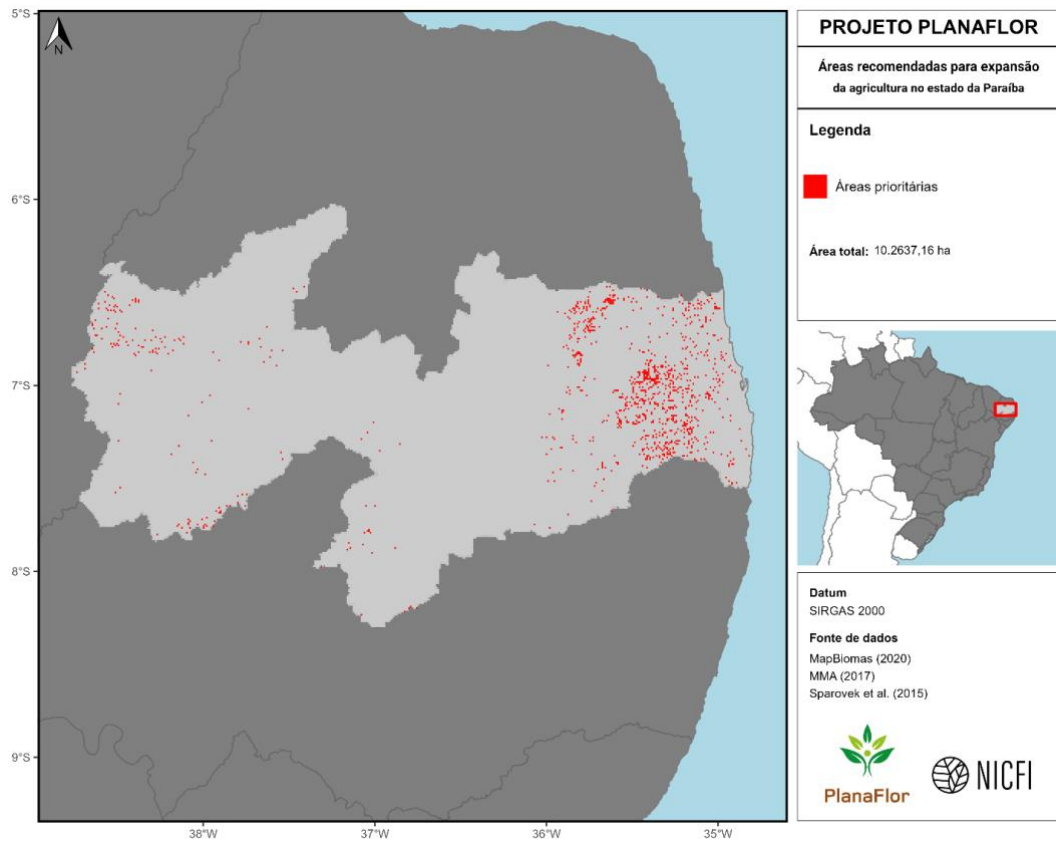 5°S
6°S
7°S
8°S
9°S
38°W
37°W
36°W
35°W
N
PROJETO PLANAFLOR
Áreas recomendadas para expansão
da agricultura no estado da Paraíba
Legenda
Áreas prioritárias
Área total: 10.2637,16 ha
Datum
SIRGAS 2000
Fonte de dados
MapBiomas (2020)
MMA (2017)
Sparovek et al. (2015)
PlanaFlor
NICFI